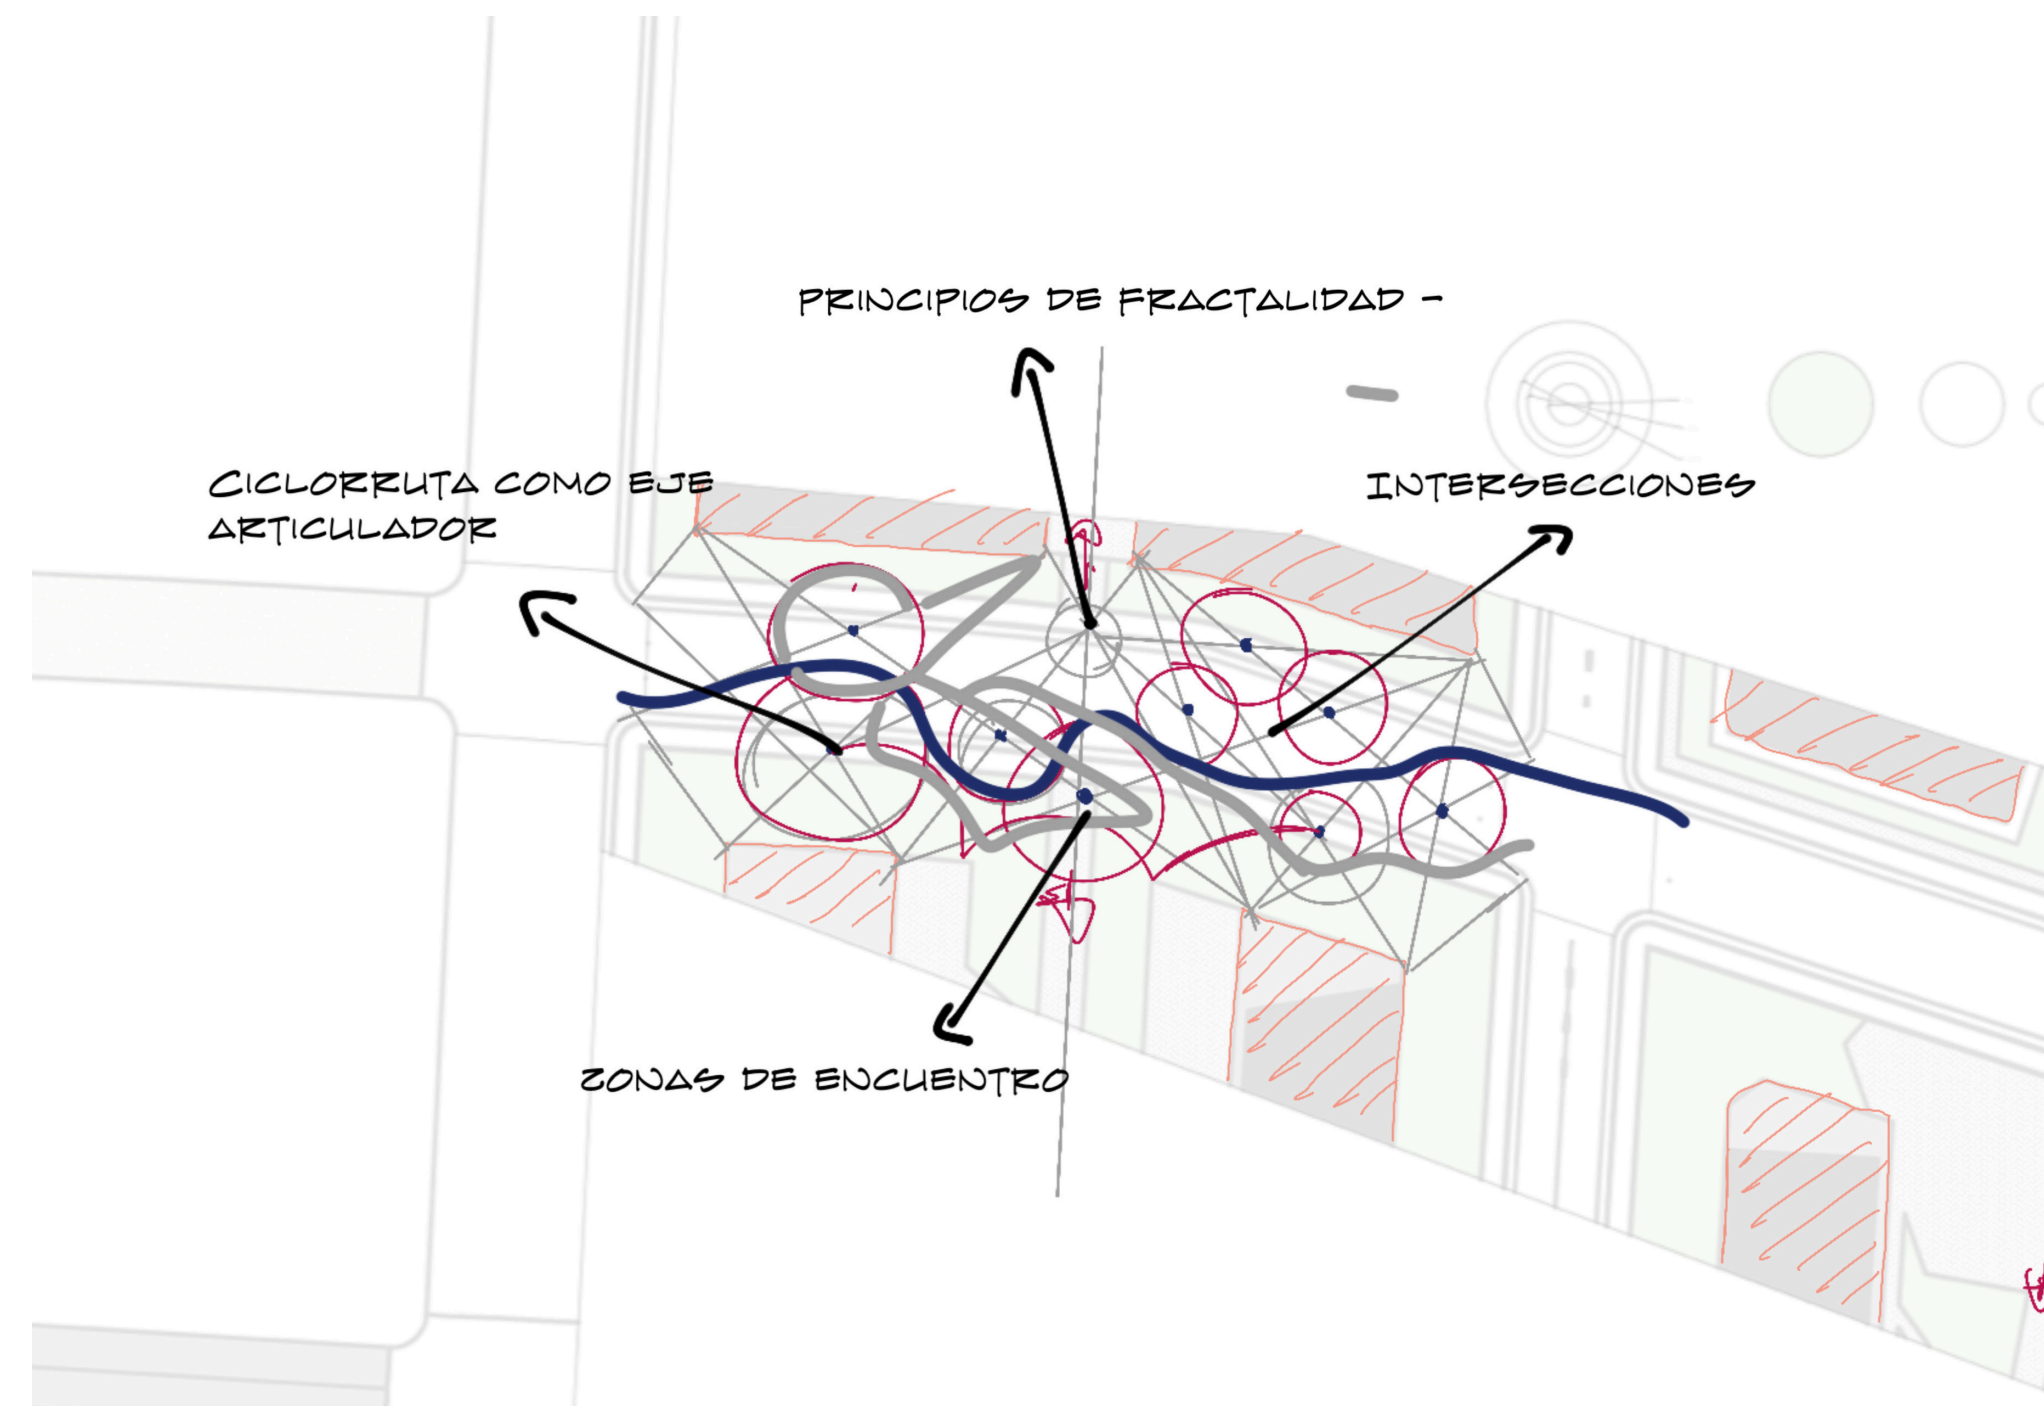 PRINCIPIOS DE FRACTALIDAD -
CICLORRUTA COMO EJE
ARTICULADOR
INTERSECCIONES
ZONAS DE ENCUENTRO